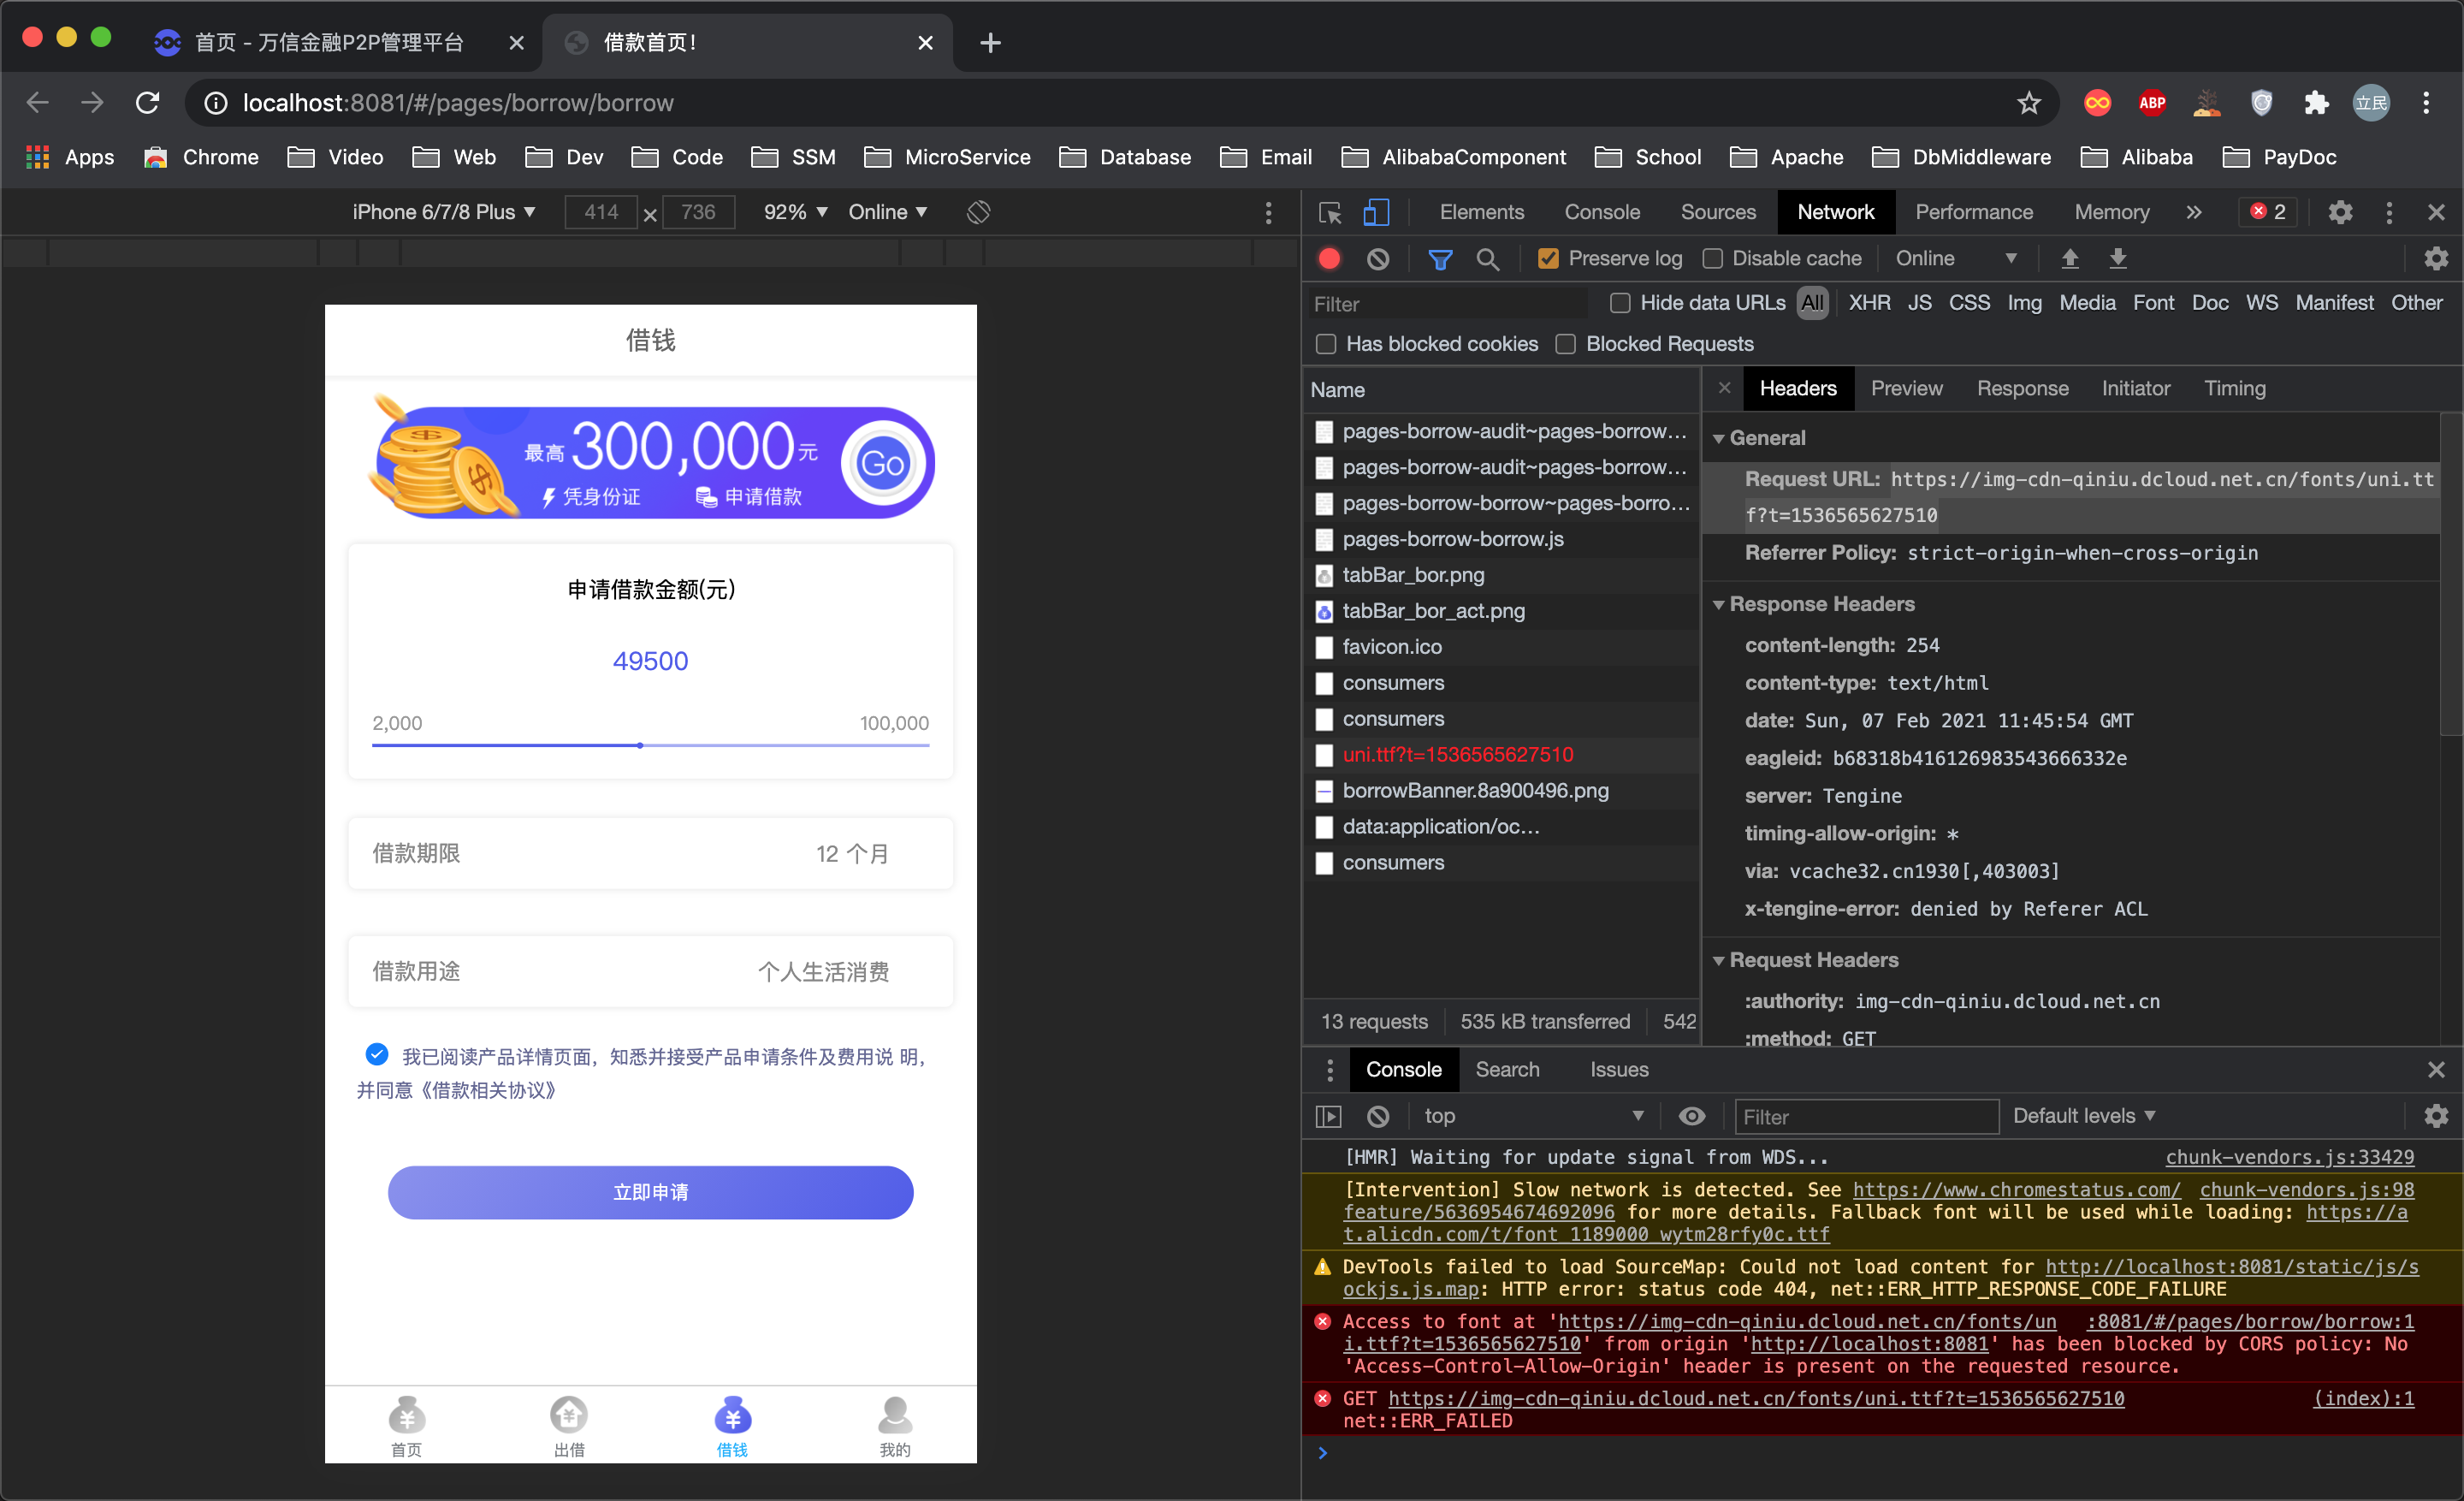 首页 - 万信金融P2P管理平台
借款首页!
localhost:8081/#/pages/borrow/borrow
ABP
立民
Apps Chrome Video Web Dev Code SSM MicroService Database Email AlibabaComponent School Apache DbMiddleware Alibaba PayDoc
iPhone 6/7/8 Plus 414 × 736 92% Online
借钱
最高300,000元
凭身份证 申请借款
Go
申请借款金额(元)
49500
2,000 100,000
借款期限 12 个月
借款用途 个人生活消费
我已阅读产品详情页面，知悉并接受产品申请条件及费用说 明，
并同意《借款相关协议》
立即申请
首页 出借 借钱 我的
Elements Console Sources Network Performance Memory » 2
Preserve log Disable cache Online
Filter Hide data URLs All XHR JS CSS Img Media Font Doc WS Manifest Other
Has blocked cookies Blocked Requests
Name
pages-borrow-audit~pages-borrow…
pages-borrow-audit~pages-borrow…
pages-borrow-borrow~pages-borro…
pages-borrow-borrow.js
tabBar_bor.png
tabBar_bor_act.png
favicon.ico
consumers
consumers
uni.ttf?t=1536565627510
borrowBanner.8a900496.png
data:application/oc…
consumers
13 requests 535 kB transferred 542
Headers Preview Response Initiator Timing
General
Request URL: https://img-cdn-qiniu.dcloud.net.cn/fonts/uni.tt
f?t=1536565627510
Referrer Policy: strict-origin-when-cross-origin
Response Headers
content-length: 254
content-type: text/html
date: Sun, 07 Feb 2021 11:45:54 GMT
eagleid: b68318b416126983543666332e
server: Tengine
timing-allow-origin: *
via: vcache32.cn1930[,403003]
x-tengine-error: denied by Referer ACL
Request Headers
:authority: img-cdn-qiniu.dcloud.net.cn
:method: GET
Console Search Issues
top Filter Default levels
[HMR] Waiting for update signal from WDS... chunk-vendors.js:33429
[Intervention] Slow network is detected. See https://www.chromestatus.com/ chunk-vendors.js:98
feature/5636954674692096 for more details. Fallback font will be used while loading: https://a
t.alicdn.com/t/font_1189000_wytm28rfy0c.ttf
DevTools failed to load SourceMap: Could not load content for http://localhost:8081/static/js/s
ockjs.js.map: HTTP error: status code 404, net::ERR_HTTP_RESPONSE_CODE_FAILURE
Access to font at 'https://img-cdn-qiniu.dcloud.net.cn/fonts/un :8081/#/pages/borrow/borrow:1
i.ttf?t=1536565627510' from origin 'http://localhost:8081' has been blocked by CORS policy: No
'Access-Control-Allow-Origin' header is present on the requested resource.
GET https://img-cdn-qiniu.dcloud.net.cn/fonts/uni.ttf?t=1536565627510 (index):1
net::ERR_FAILED